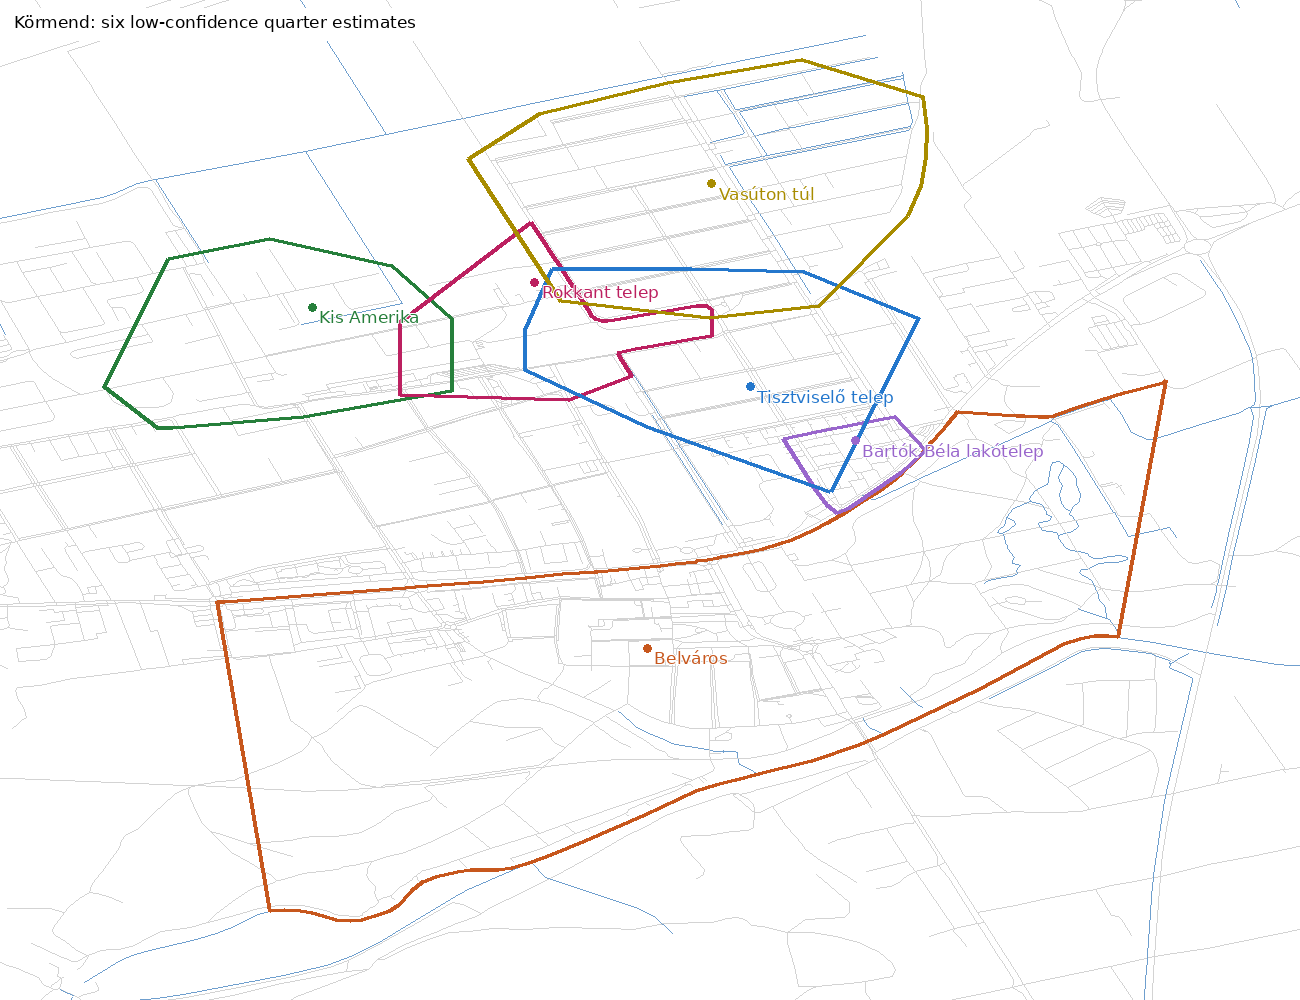 Körmend: six low-confidence quarter estimates
Vasúton túl
Rokkant telep
Kis Amerika
Tisztviselő telep
Bartók Béla lakótelep
Belváros